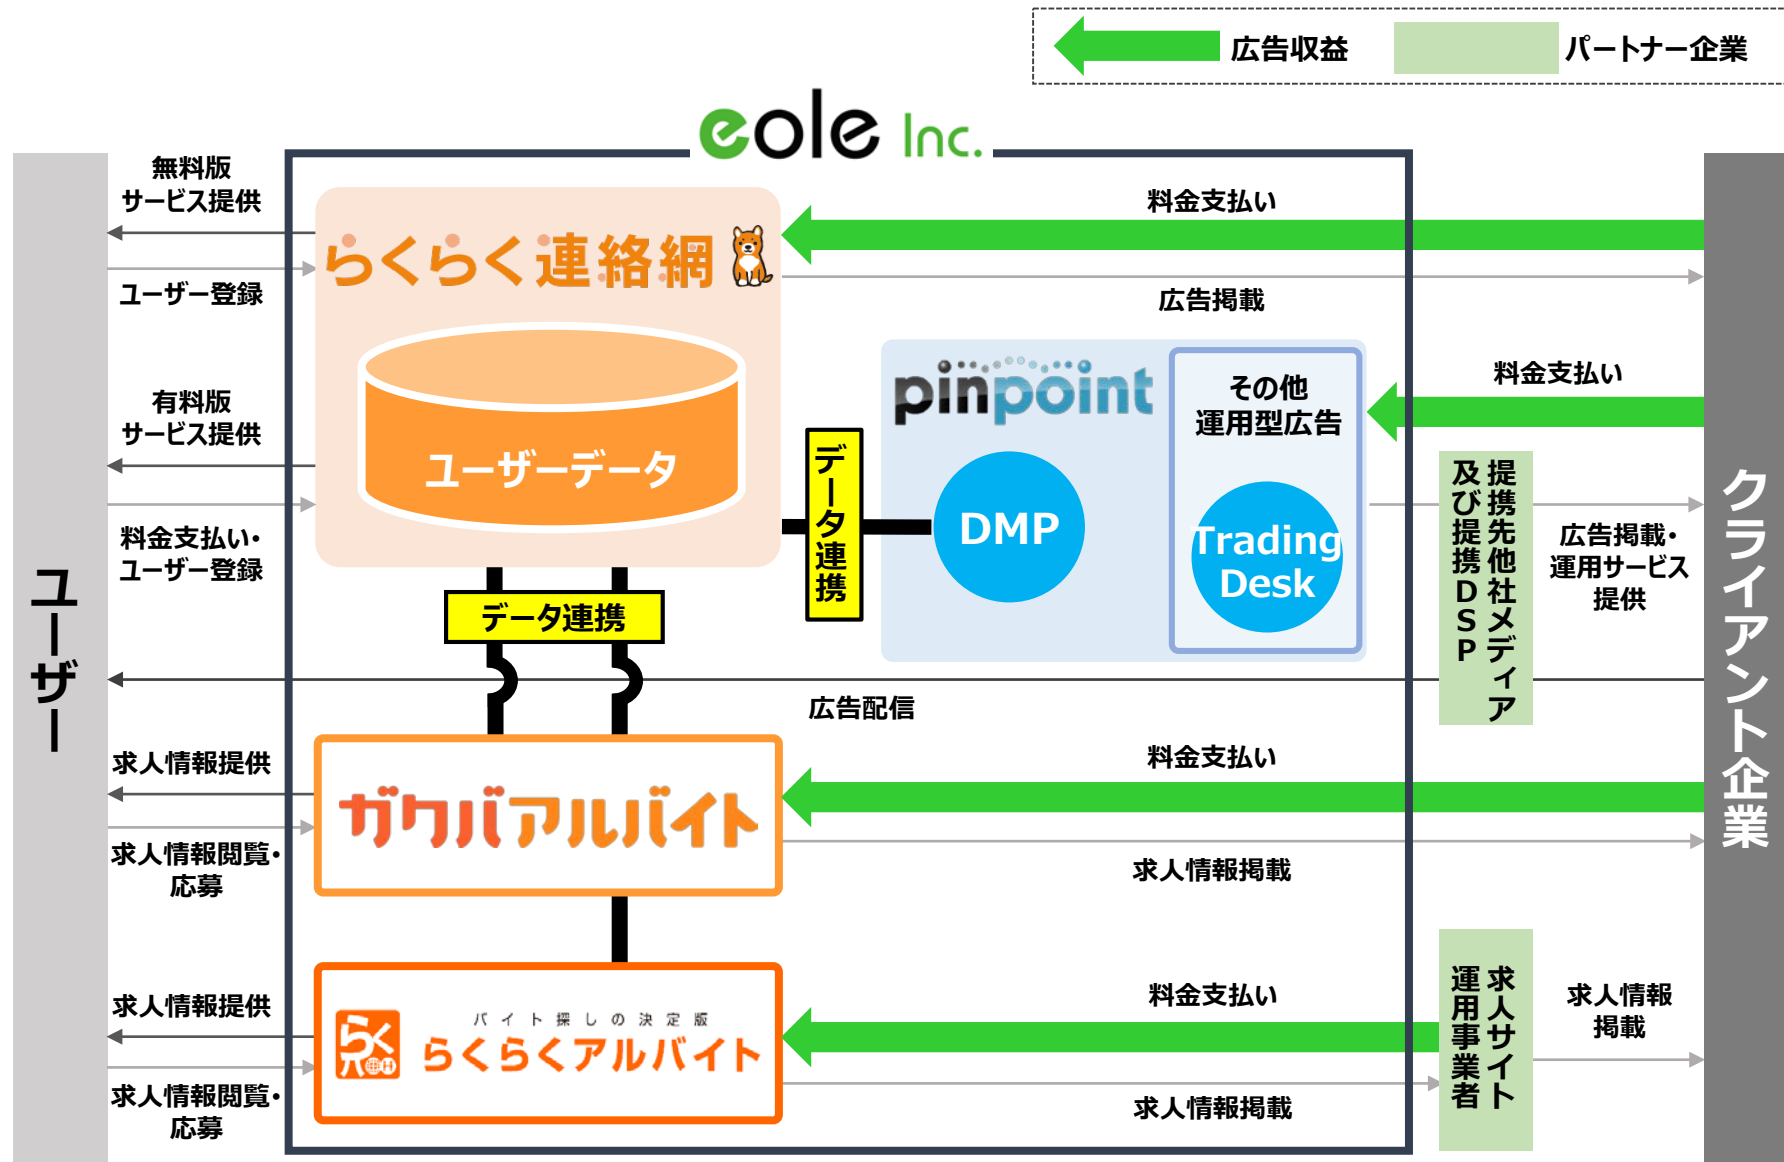 広告収益
パートナー企業
eole Inc.
無料版
サービス提供
ユーザー登録
有料版
サービス提供
料金支払い・
ユーザー登録
ユーザー
求人情報提供
求人情報閲覧・
応募
求人情報提供
求人情報閲覧・
応募
らくらく連絡網
ユーザーデータ
データ連携
データ連携
pinpoint
DMP
その他
運用型広告
Trading
Desk
料金支払い
広告掲載
料金支払い
提携先他社メディア
及び提携DSP
広告掲載・
運用サービス
提供
広告配信
ガクバアルバイト
料金支払い
求人情報掲載
バイト探しの決定版
らくらくアルバイト
らく
料金支払い
求人情報掲載
求人サイト
運用事業者
求人情報
掲載
クライアント企業